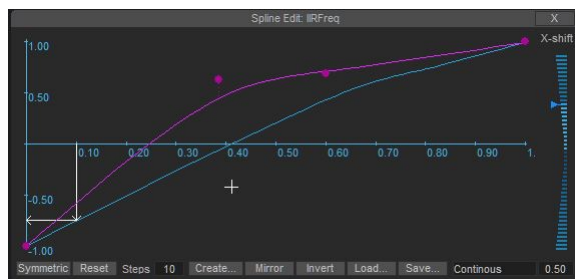 Spline Edit: IIRFreq X
1.00 X-shift
0.50
0.10 0.20 0.30 0.40 0.50 0.60 0.70 0.80 0.90 1.
-0.50
-1.00
Symmetric Reset Steps 10 Create... Mirror Invert Load... Save... Continous 0.50